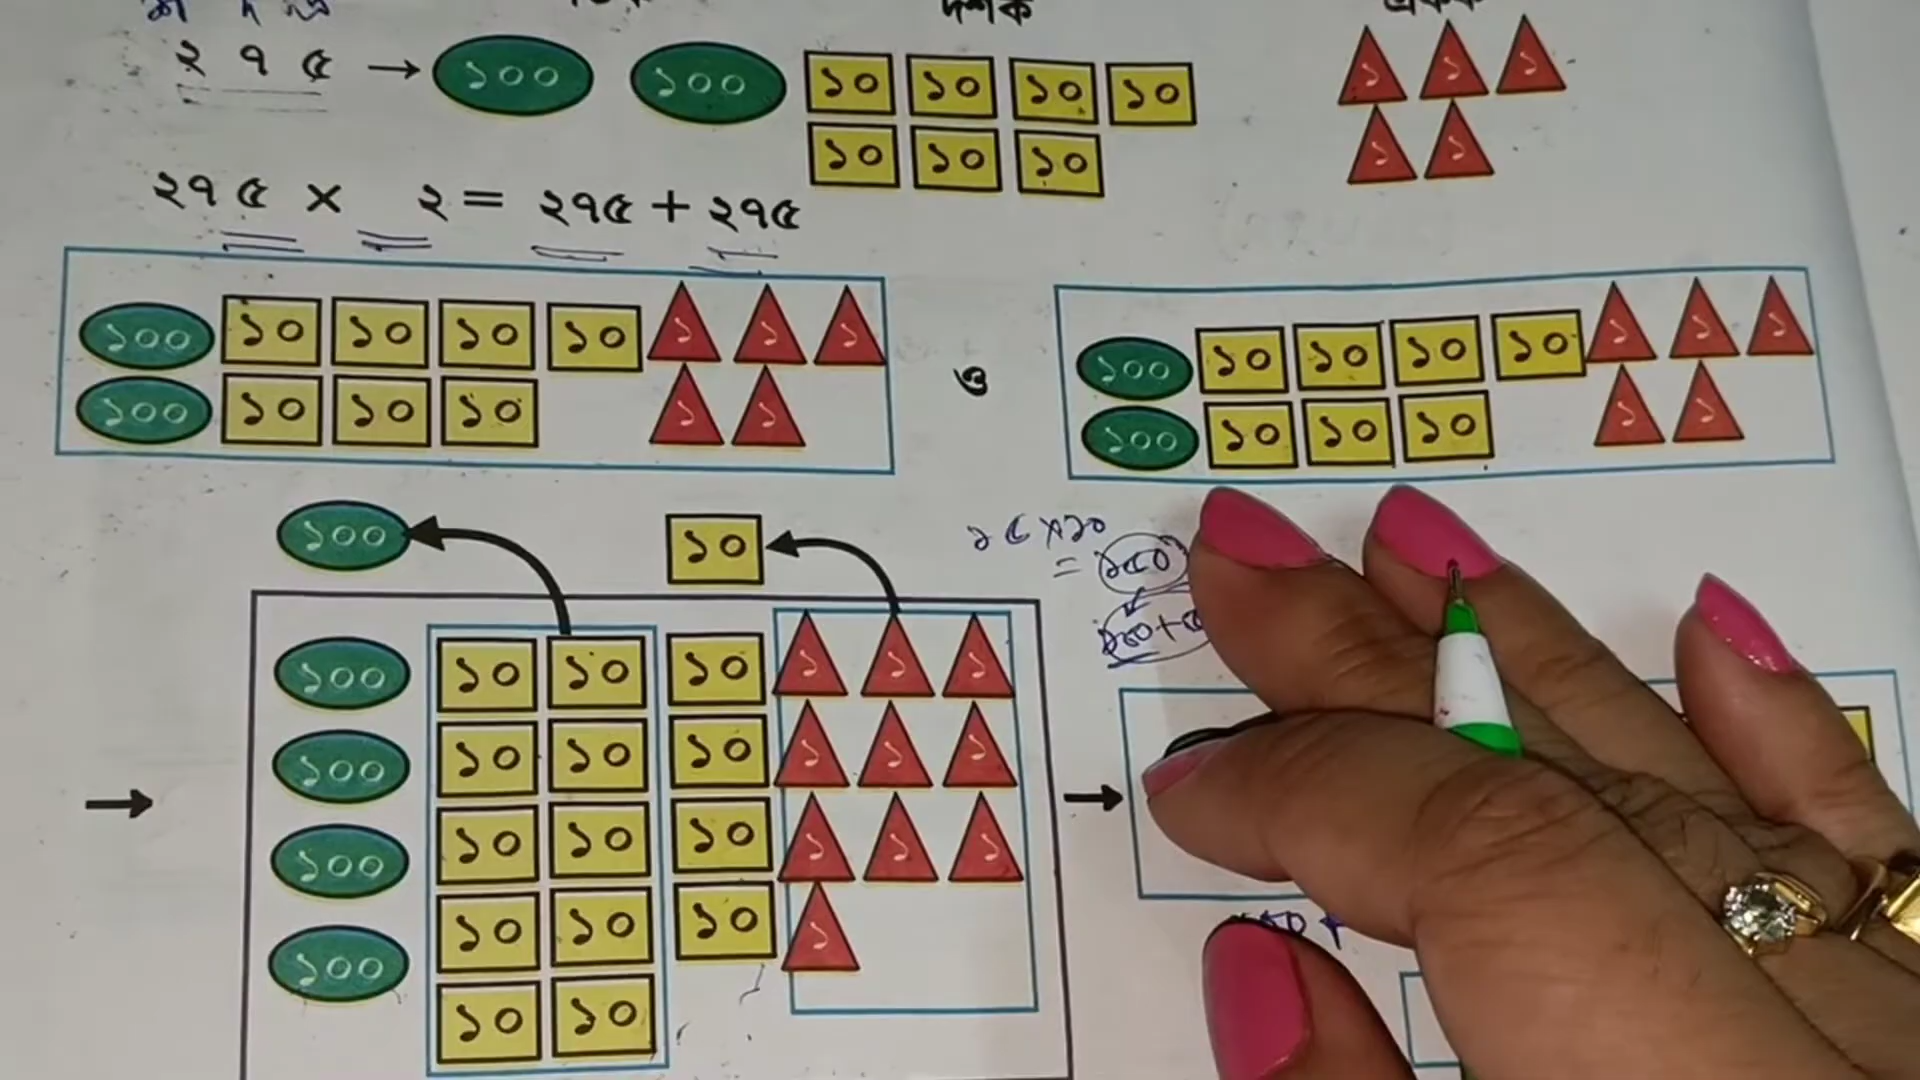 দশক
২৭৫ → ১০০ ১০০ ১০ ১০ ১০ ১০ ১ ১ ১
১০ ১০ ১০ ১ ১
২৭৫ × ২ = ২৭৫ + ২৭৫
১০০ ১০ ১০ ১০ ১০ ১ ১ ১
১০০ ১০ ১০ ১০ ১ ১
ও
১০০ ১০ ১০ ১০ ১০ ১ ১ ১
১০০ ১০ ১০ ১০ ১ ১
১০০ ১০
১৫×১০
= ১৫০
১০০ ১০ ১০ ১০ ১ ১ ১
১০০ ১০ ১০ ১০ ১ ১ ১
১০০ ১০ ১০ ১০ ১ ১ ১
১০০ ১০ ১০ ১০ ১
১০ ১০